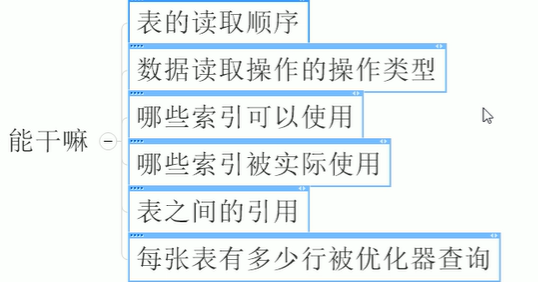 表的读取顺序
数据读取操作的操作类型
哪些索引可以使用
能干嘛
哪些索引被实际使用
表之间的引用
每张表有多少行被优化器查询